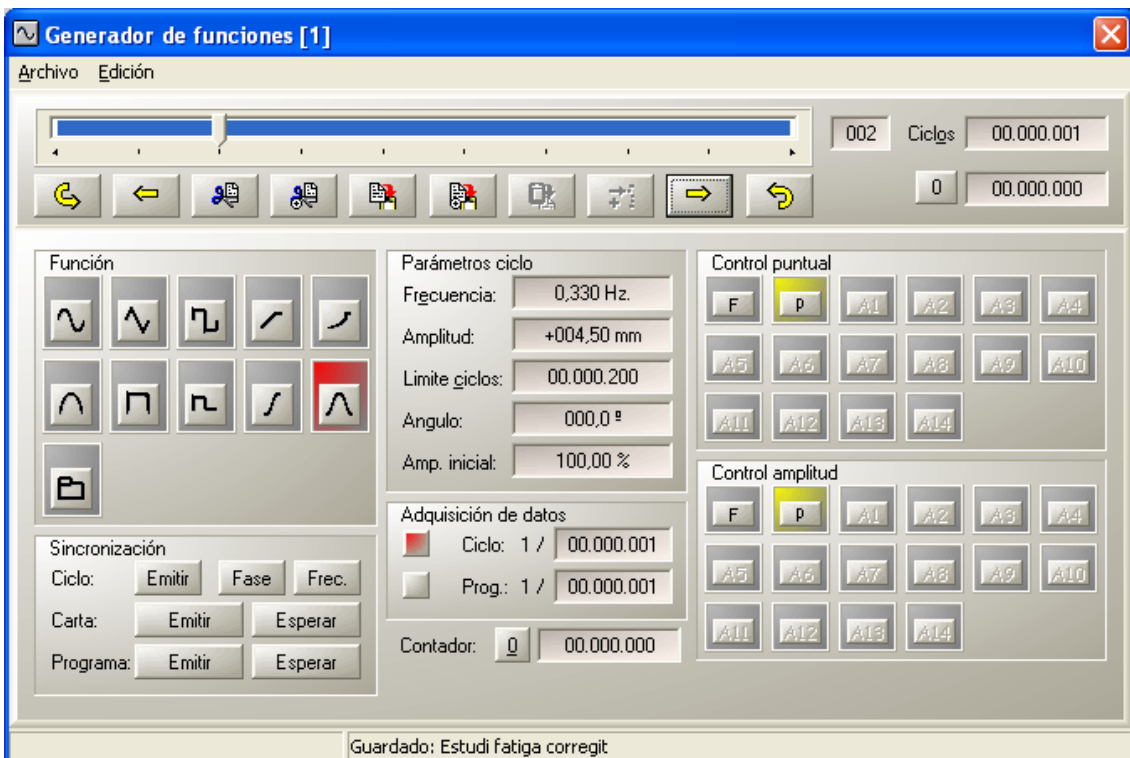 Generador de funciones [1]
Archivo Edición
002 Ciclos 00.000.001
0 00.000.000
Función
Parámetros ciclo
Frecuencia: 0,330 Hz.
Amplitud: +004,50 mm
Limite ciclos: 00.000.200
Angulo: 000,0 º
Amp. inicial: 100,00 %
Control puntual
F P A1 A2 A3 A4
A5 A6 A7 A8 A9 A10
A11 A12 A13 A14
Control amplitud
F P A1 A2 A3 A4
A5 A6 A7 A8 A9 A10
A11 A12 A13 A14
Sincronización
Ciclo: Emitir Fase Frec.
Carta: Emitir Esperar
Programa: Emitir Esperar
Adquisición de datos
Ciclo: 1 / 00.000.001
Prog.: 1 / 00.000.001
Contador: 0 00.000.000
Guardado: Estudi fatiga corregit